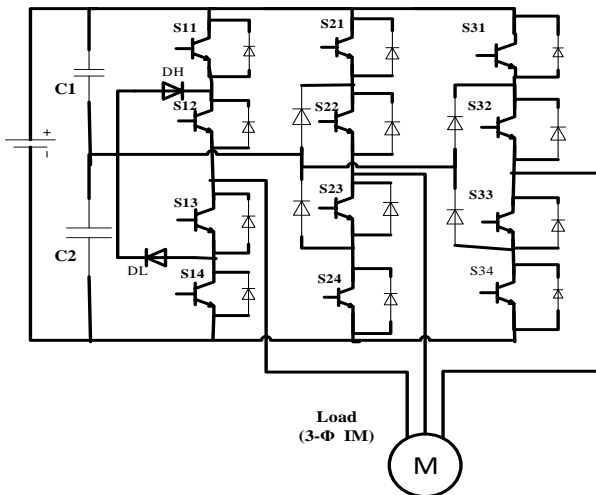 S11
S21
S31
DH
C1
S12
S22
S32
+
-
S13
S23
S33
C2
DL
S14
S24
S34
Load
(3-Φ IM)
M